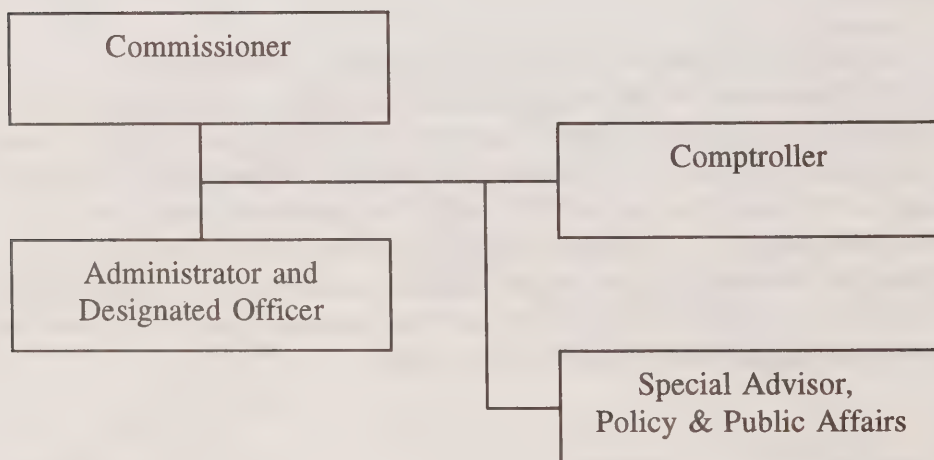 Commissioner
Comptroller
Administrator and
Designated Officer
Special Advisor,
Policy & Public Affairs